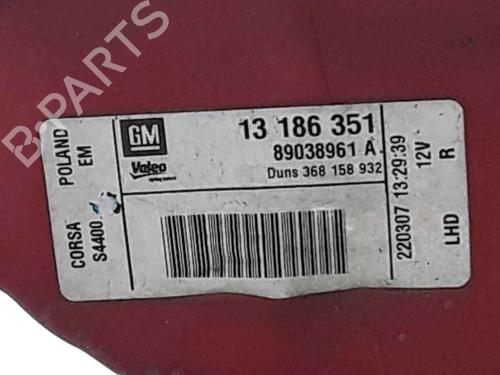 B-PARTS
CORSA POLAND
S4400 EM
GM
Valeo
13 186 351
89038961 A
Duns 368 158 932
220307 13:29:39
12V
LHD R